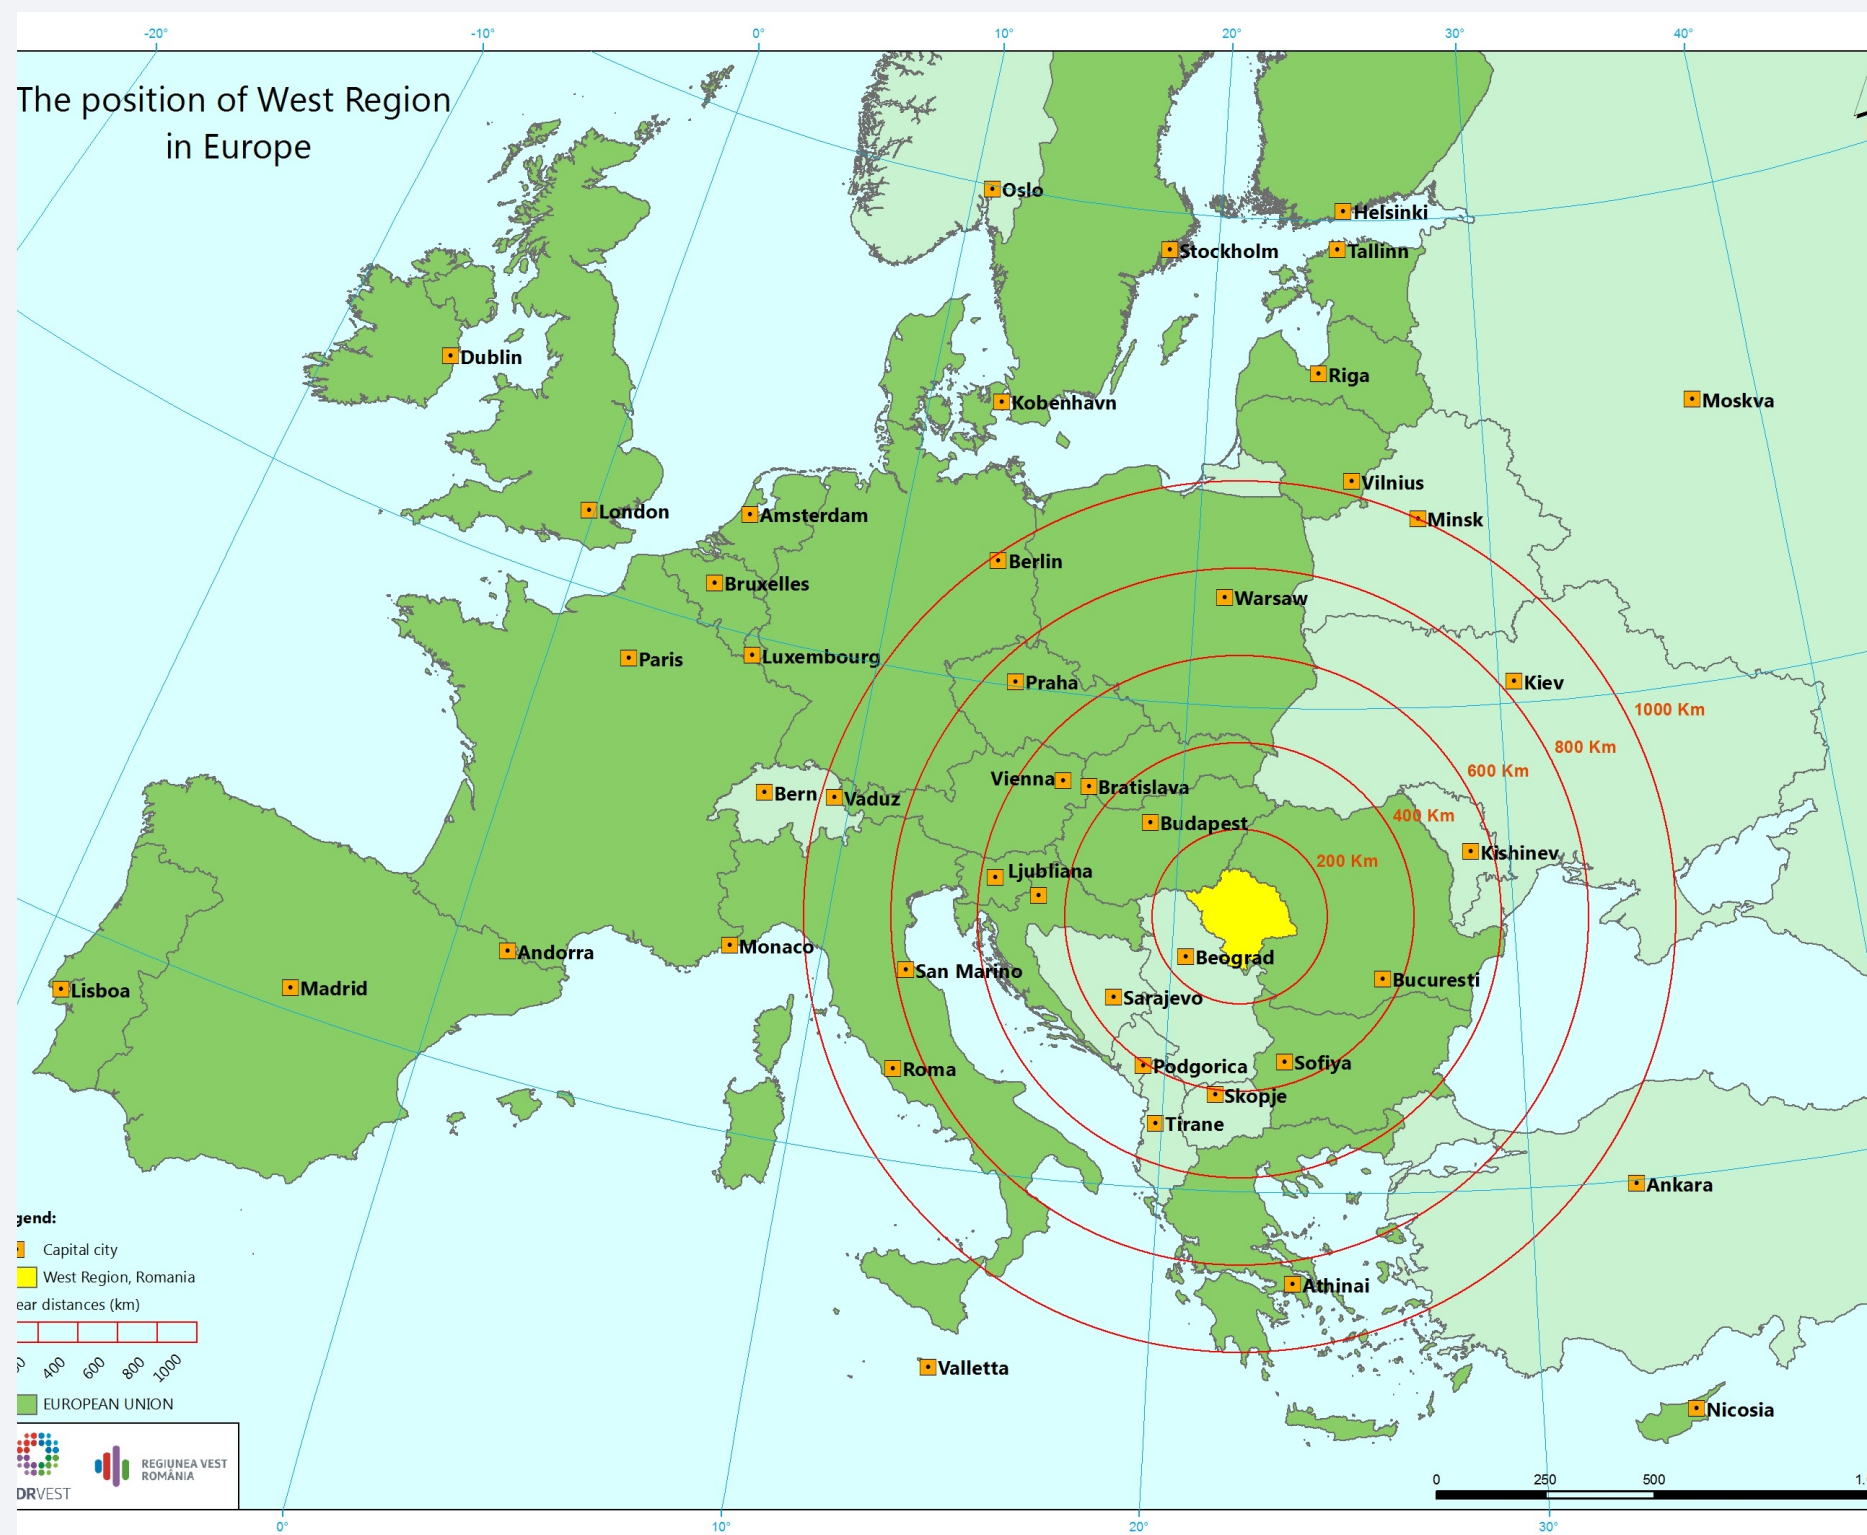 -20°
-10°
0°
10°
20°
30°
40°
The position of West Region
in Europe
Oslo
Helsinki
Stockholm
Tallinn
Dublin
Riga
Kobenhavn
Moskva
Vilnius
London
Amsterdam
Minsk
Berlin
Bruxelles
Warsaw
Paris
Luxembourg
Praha
Kiev
1000 Km
800 Km
600 Km
Vienna
Bratislava
Bern
Vaduz
400 Km
Budapest
Kishinev
200 Km
Ljubliana
Monaco
Andorra
Beograd
San Marino
Bucuresti
Madrid
Lisboa
Sarajevo
Sofiya
Podgorica
Roma
Skopje
Tirane
Ankara
gend:
Capital city
West Region, Romania
ear distances (km)
400
600
800
1000
EUROPEAN UNION
Athinai
Valletta
Nicosia
REGIUNEA VEST
ROMÂNIA
DRVEST
0
250
500
0°
10°
20°
30°